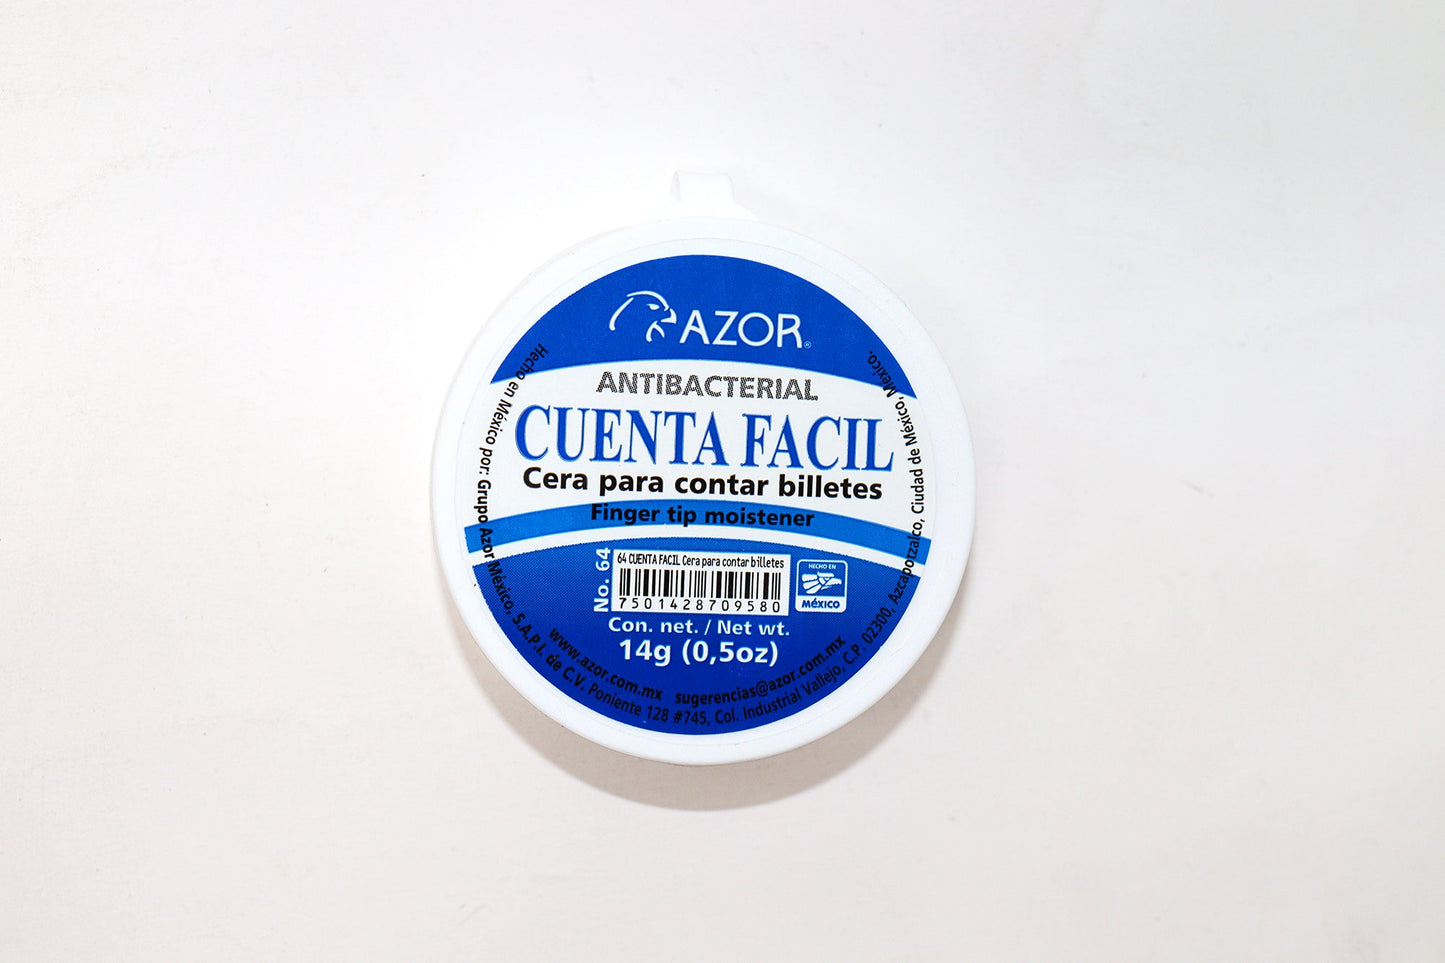 AZOR®
ANTIBACTERIAL
CUENTA FACIL
Cera para contar billetes
Finger tip moistener
No. 64
64 CUENTA FACIL Cera para contar billetes
7501428709580
HECHO EN
MéXICO
Con. net. / Net wt.
14g (0,5oz)
www.azor.com.mx sugerencias@azor.com.mx
Hecho en México por: Grupo Azor México, S.A.P.I. de C.V. Poniente 128 #745, Col. Industrial Vallejo, C.P. 02300, Azcapotzalco, Ciudad de México, México.